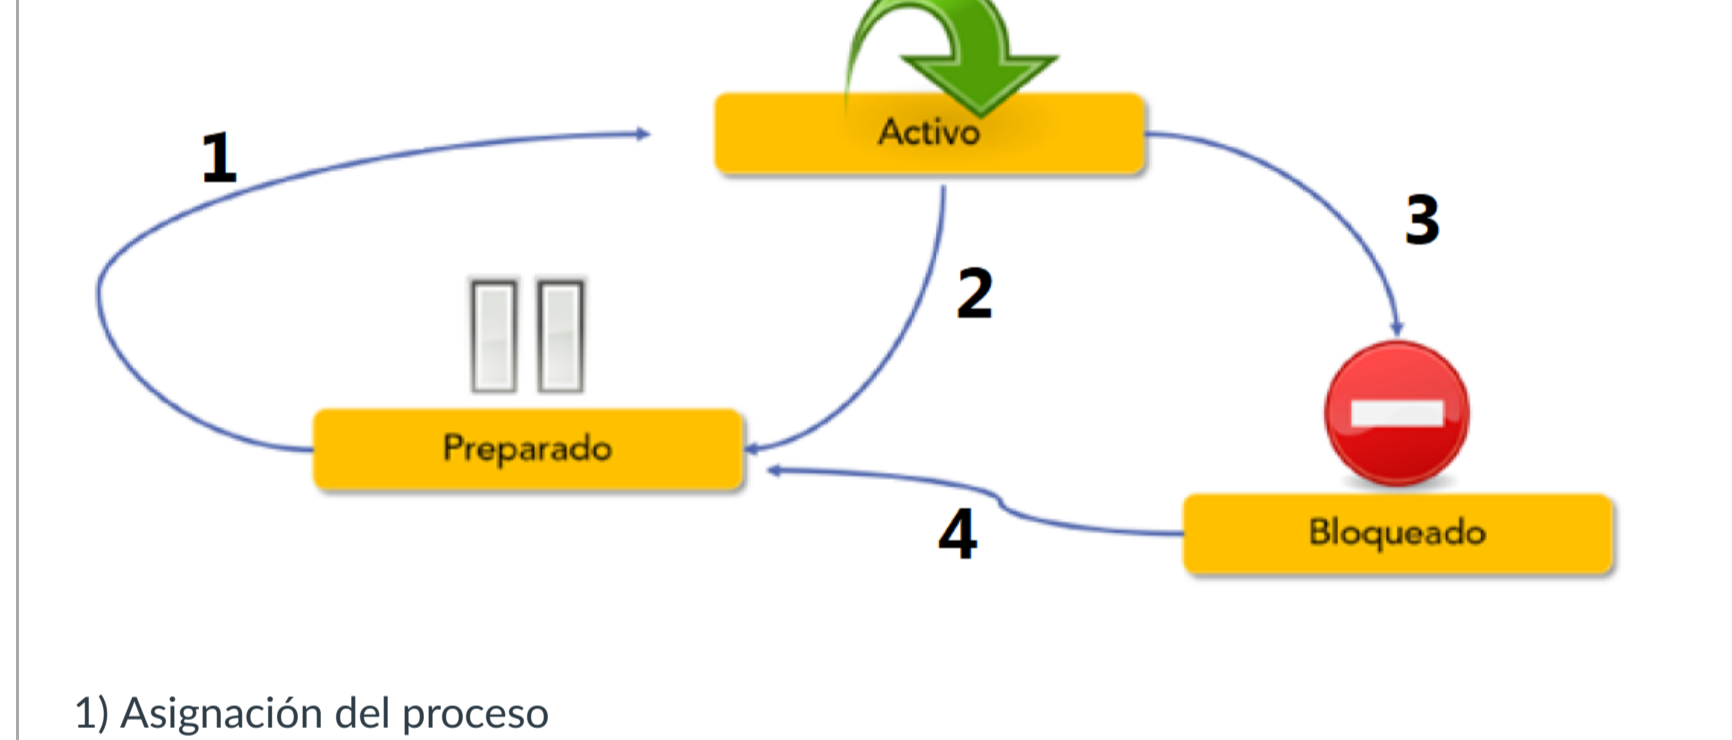 1
Activo
3
2
Preparado
4
Bloqueado
1) Asignación del proceso